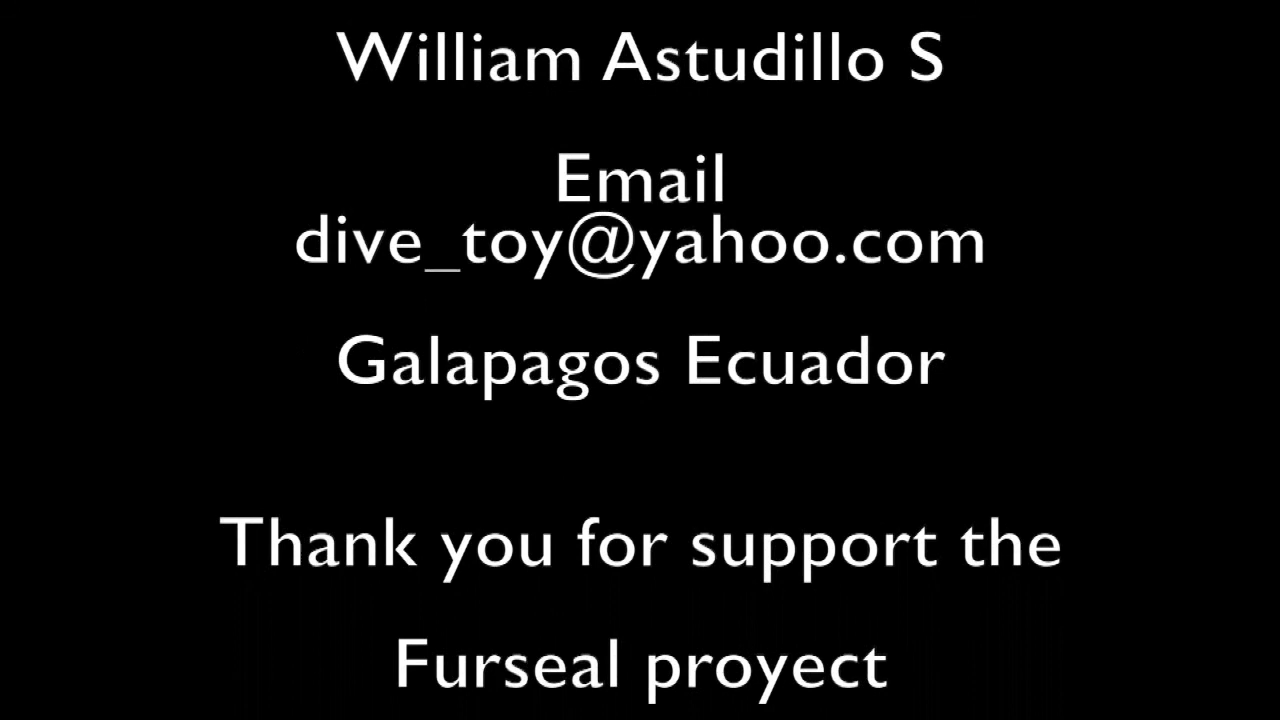 William Astudillo S
Email
dive_toy@yahoo.com
Galapagos Ecuador
Thank you for support the
Furseal proyect